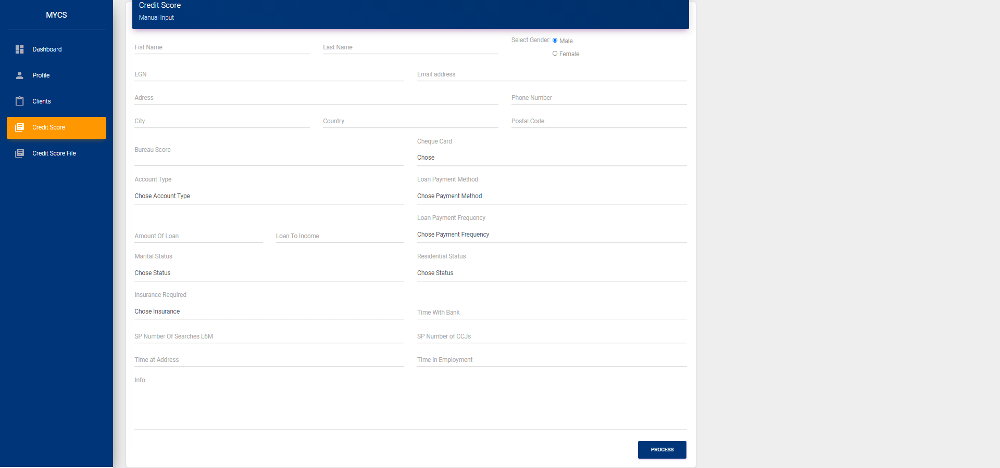 MYCS
Dashboard
Profile
Clients
Credit Score
Credit Score File
Credit Score
Manual Input
Fist Name
Last Name
Select Gender: Male
Female
EGN
Email address
Adress
Phone Number
City
Country
Postal Code
Bureau Score
Cheque Card
Chose
Account Type
Chose Account Type
Loan Payment Method
Chose Payment Method
Amount Of Loan
Loan To Income
Loan Payment Frequency
Chose Payment Frequency
Marital Status
Chose Status
Residential Status
Chose Status
Insurance Required
Chose Insurance
Time With Bank
SP Number Of Searches L6M
SP Number of CCJs
Time at Address
Time in Employment
Info
PROCESS